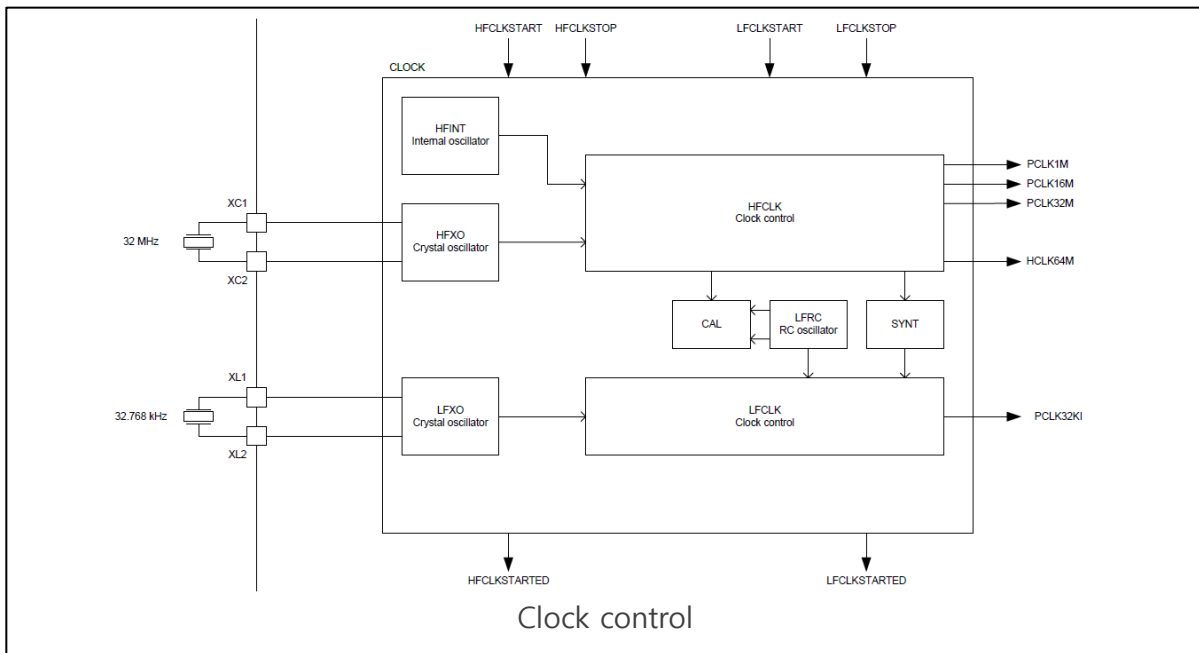 HFCLKSTART HFCLKSTOP LFCLKSTART LFCLKSTOP
CLOCK
HFINT
Internal oscillator
PCLK1M
PCLK16M
HFCLK
Clock control
PCLK32M
XC1
32 MHz
HFXO
Crystal oscillator
XC2
HCLK64M
CAL
LFRC
RC oscillator
SYNT
XL1
32.768 kHz
LFXO
Crystal oscillator
LFCLK
Clock control
PCLK32KI
XL2
HFCLKSTARTED LFCLKSTARTED
Clock control